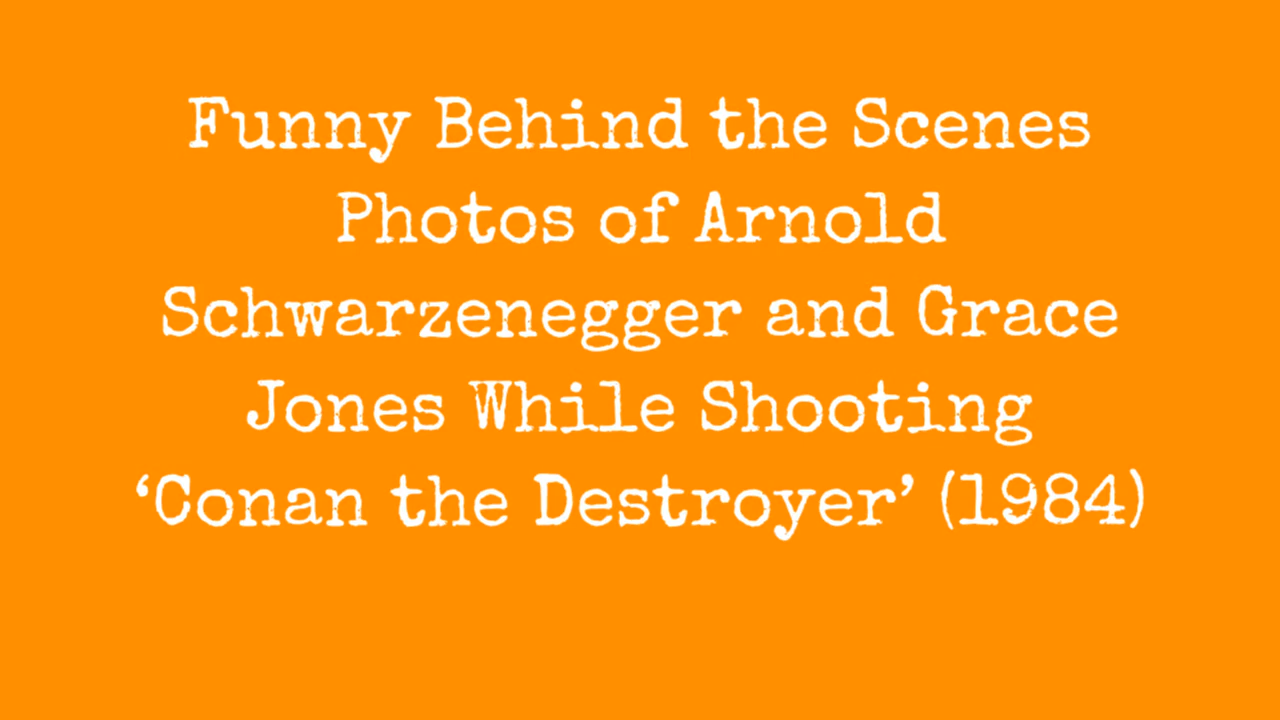 Funny Behind the Scenes
Photos of Arnold
Schwarzenegger and Grace
Jones While Shooting
‘Conan the Destroyer’ (1984)